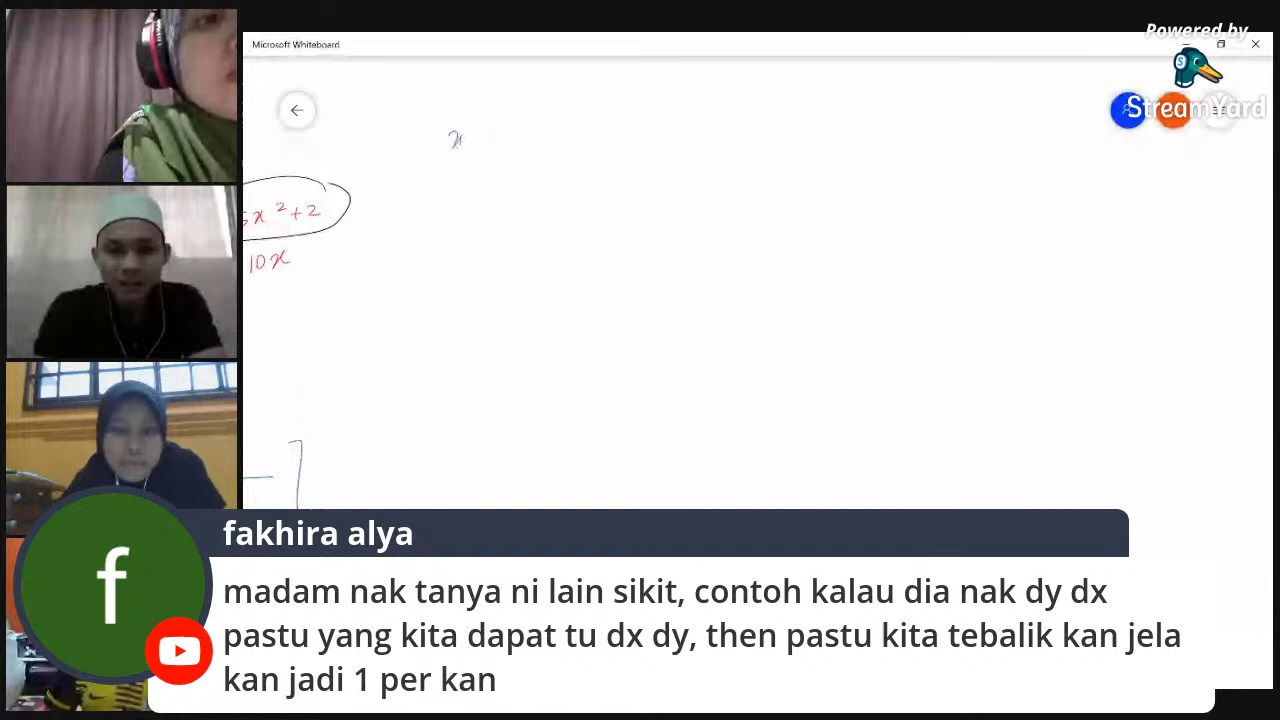 Powered by
Microsoft Whiteboard
StreamYard
x
x² + 2
10x
fakhira alya
f
madam nak tanya ni lain sikit, contoh kalau dia nak dy dx
pastu yang kita dapat tu dx dy, then pastu kita tebalik kan jela
kan jadi 1 per kan